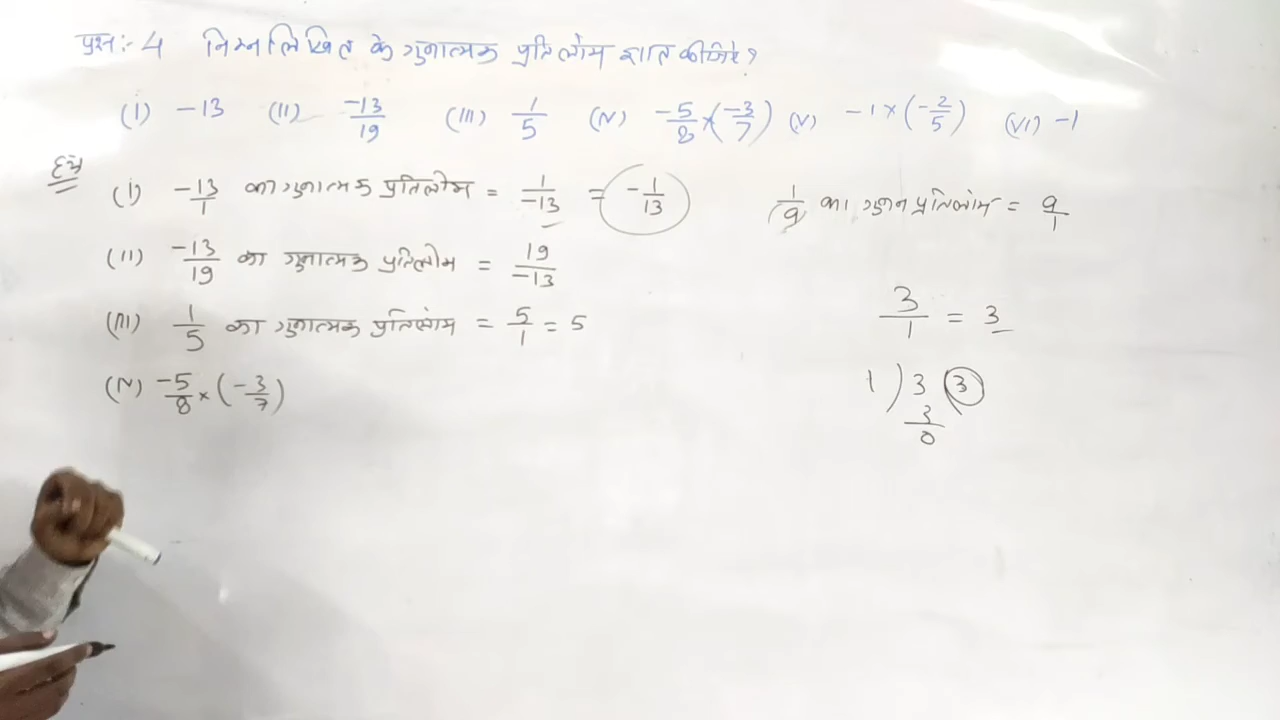 प्रश्न:- 4 निम्नलिखित के गुणात्मक प्रतिलोम ज्ञात कीजिए?
(I) -13 (II) -13/19 (III) 1/5 (IV) -5/8 × (-3/7) (V) -1 × (-2/5) (VI) -1
हल
(I) -13/1 का गुणात्मक प्रतिलोम = 1/-13 = -1/13
1/9 का गुणन प्रतिलोम = 9/1
(II) -13/19 का गुणात्मक प्रतिलोम = 19/-13
(III) 1/5 का गुणात्मक प्रतिलोम = 5/1 = 5
3/1 = 3
(IV) -5/8 × (-3/7)
1 ) 3 ( 3
3
0